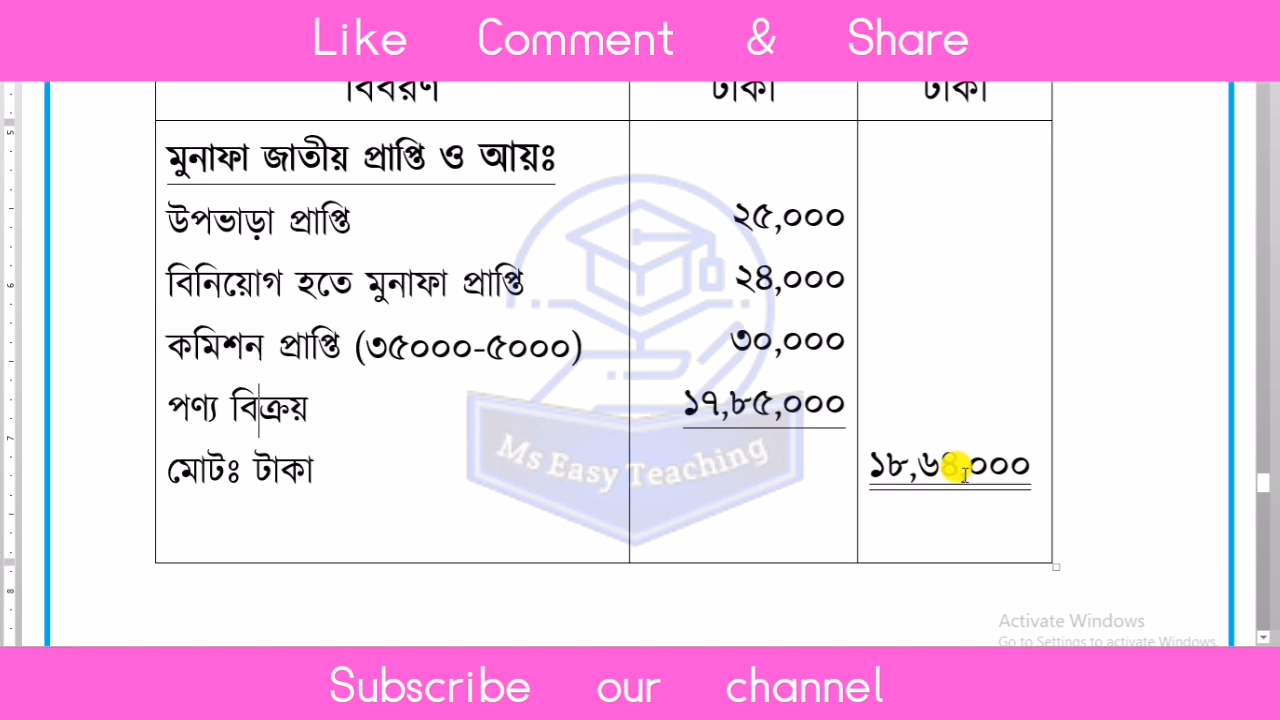 Like Comment & Share
বিবরণ টাকা টাকা
মুনাফা জাতীয় প্রাপ্তি ও আয়ঃ
উপভাড়া প্রাপ্তি ২৫,০০০
বিনিয়োগ হতে মুনাফা প্রাপ্তি ২৪,০০০
কমিশন প্রাপ্তি (৩৫০০০-৫০০০) ৩০,০০০
পণ্য বিক্রয় ১৭,৮৫,০০০
মোটঃ টাকা ১৮,৬৪,০০০
Ms Easy Teaching
Activate Windows
Go to Settings to activate Windows.
Subscribe our channel